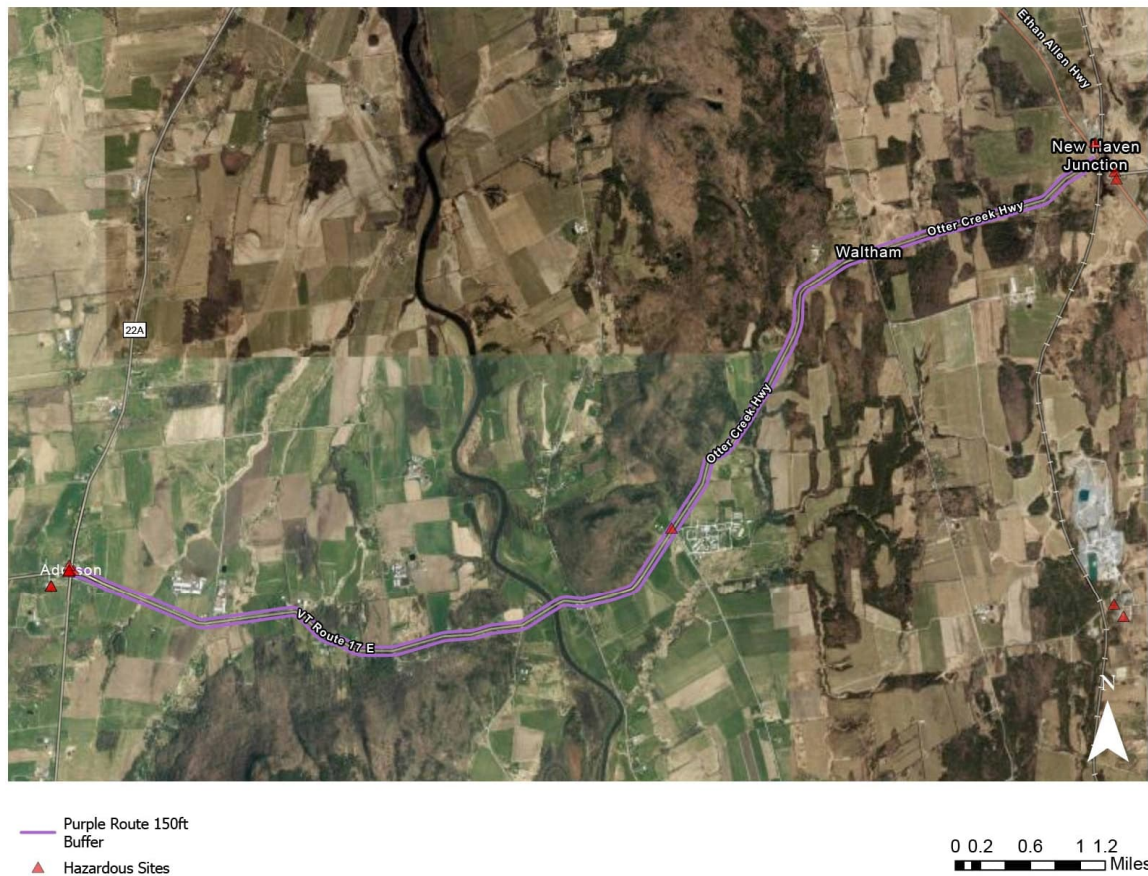 Ethan Allen Hwy
New Haven
Junction
Otter Creek Hwy
Waltham
22A
Otter Creek Hwy
Addison
VT Route 17 E
N
Purple Route 150ft
Buffer
Hazardous Sites
0 0.2 0.6 1 1.2
Miles